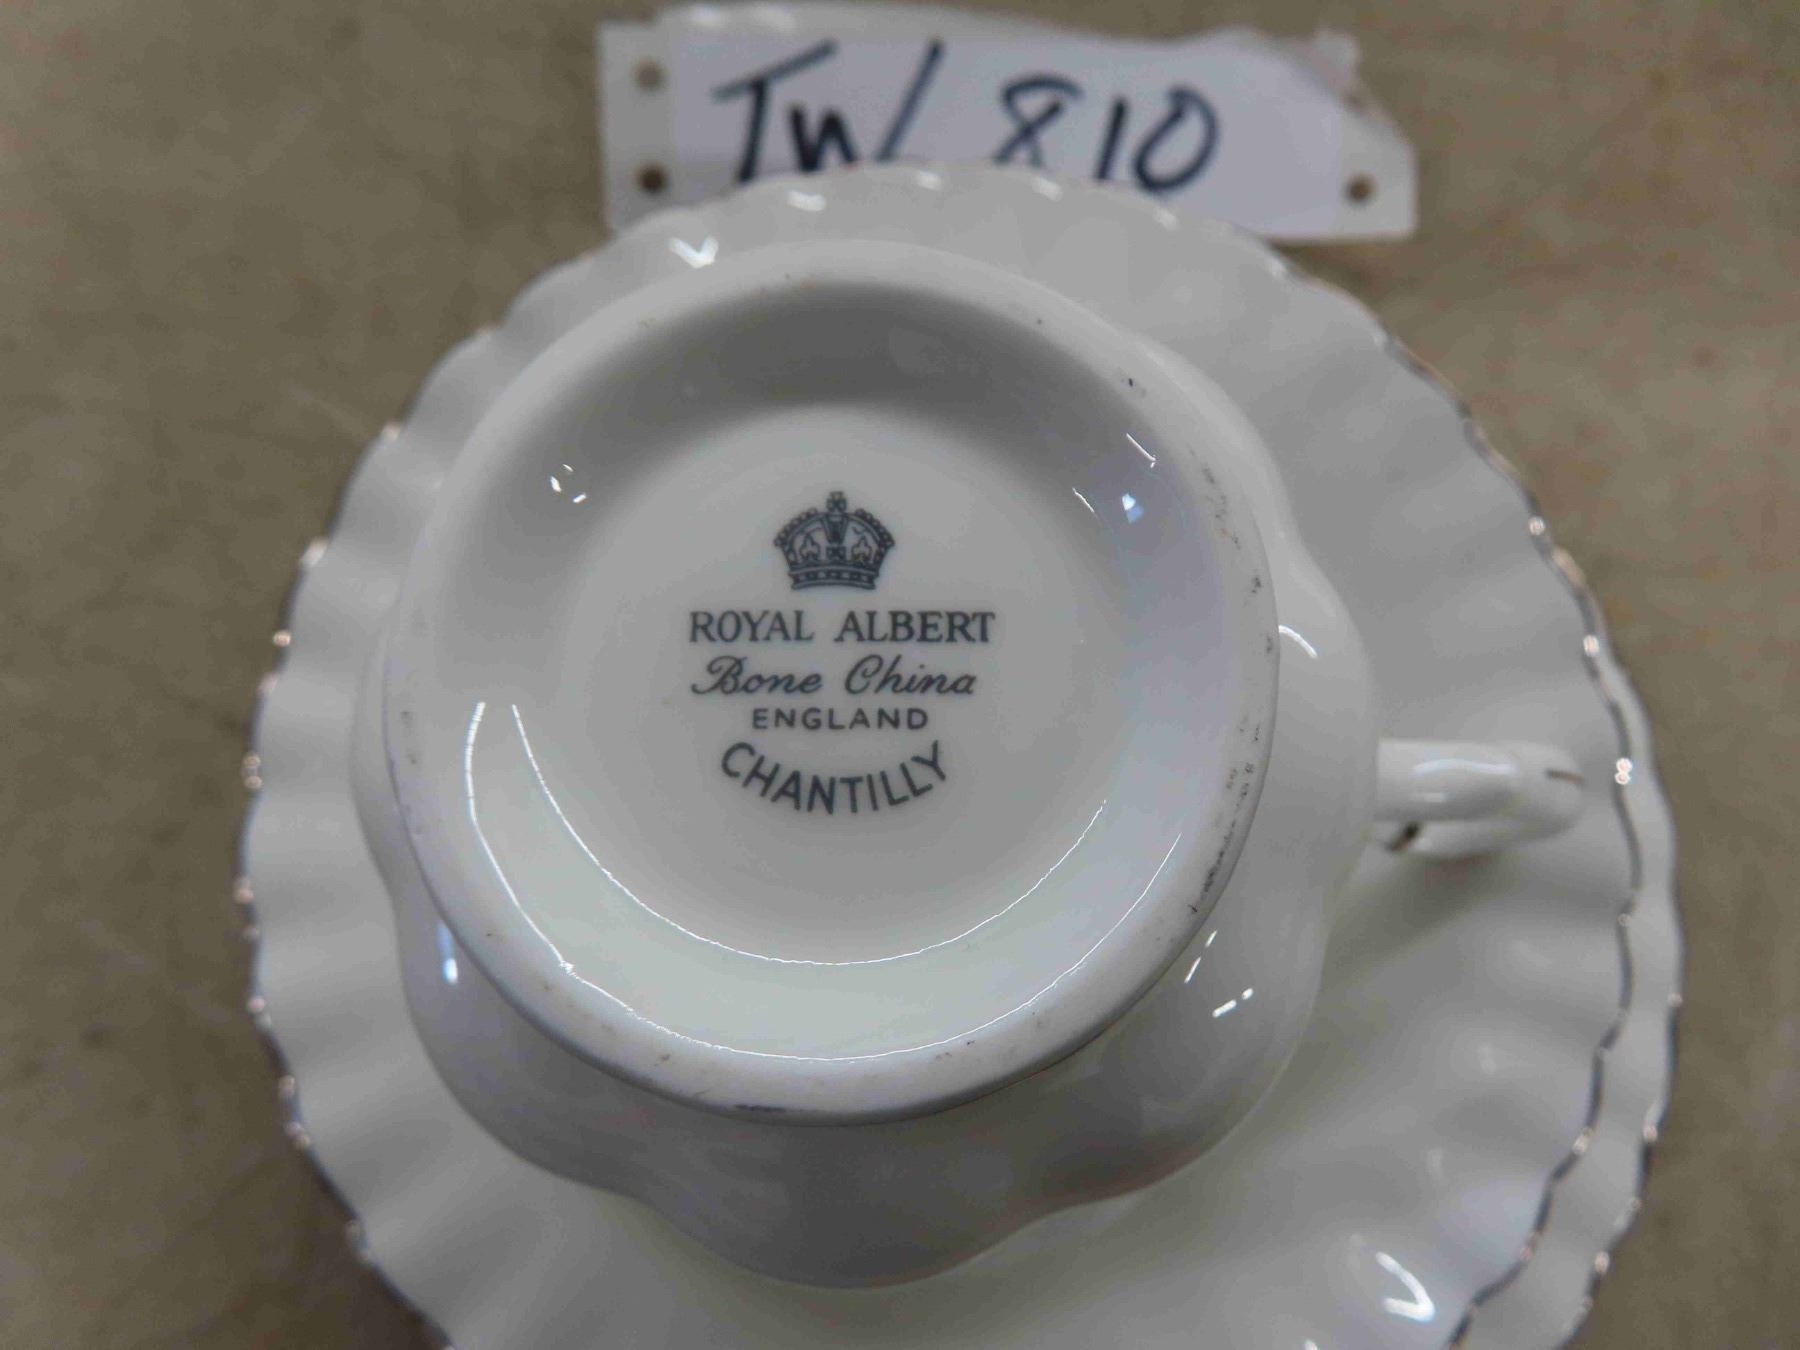 TW 810
ROYAL ALBERT
Bone China
ENGLAND
CHANTILLY